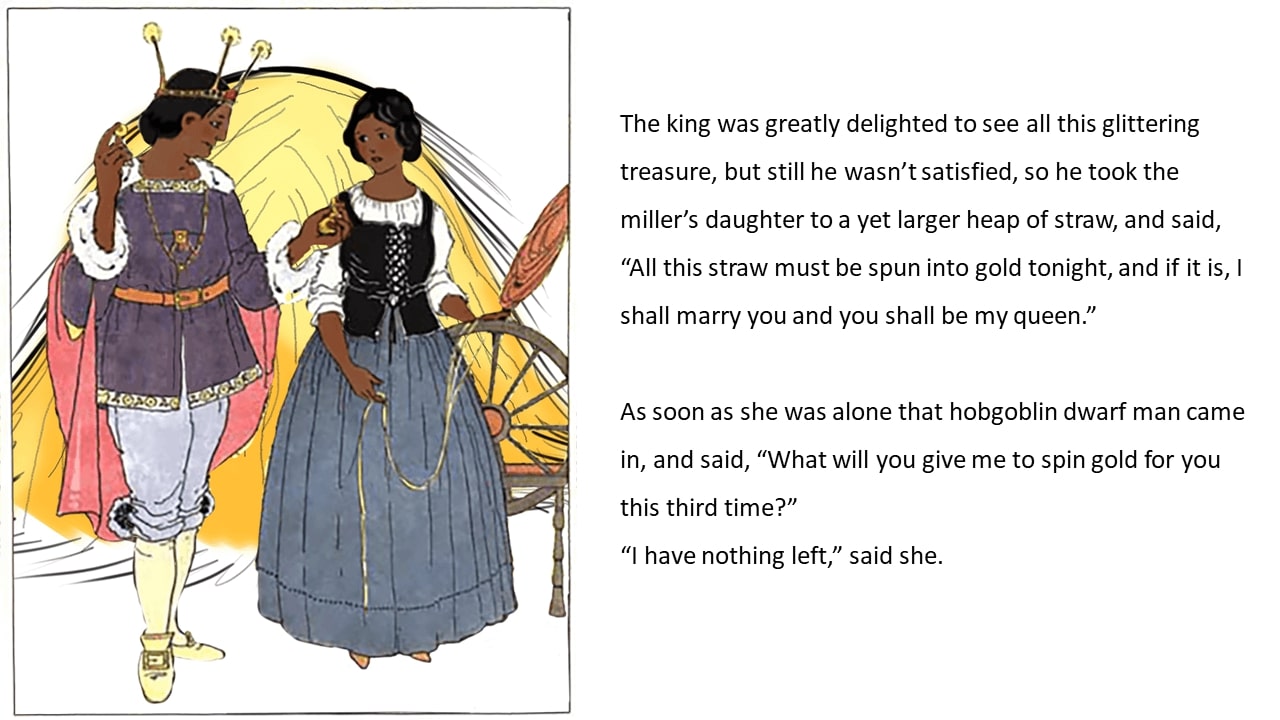 The king was greatly delighted to see all this glittering
treasure, but still he wasn’t satisfied, so he took the
miller’s daughter to a yet larger heap of straw, and said,
“All this straw must be spun into gold tonight, and if it is, I
shall marry you and you shall be my queen.”
As soon as she was alone that hobgoblin dwarf man came
in, and said, “What will you give me to spin gold for you
this third time?”
“I have nothing left,” said she.